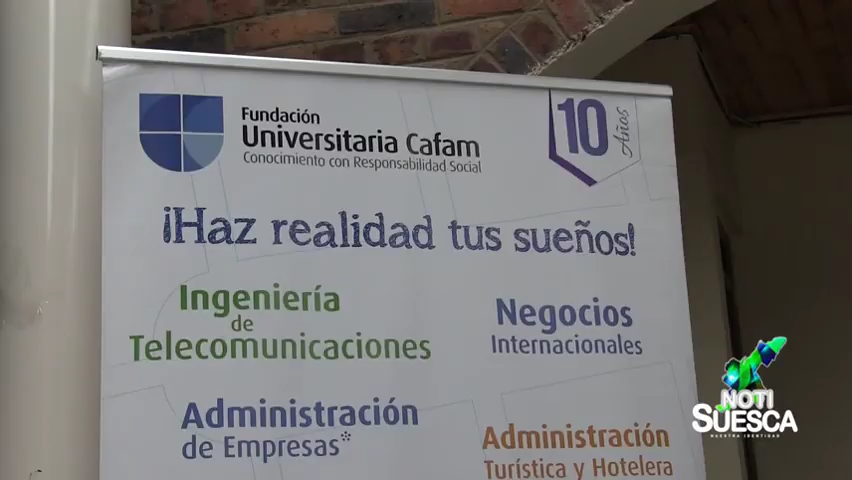 Fundación
Universitaria Cafam
Conocimiento con Responsabilidad Social
10
Años
¡Haz realidad tus sueños!
Ingeniería
de
Telecomunicaciones
Negocios
Internacionales
Administración
de Empresas*
Administración
Turística y Hotelera
NOTI
SUESCA
NUESTRA IDENTIDAD